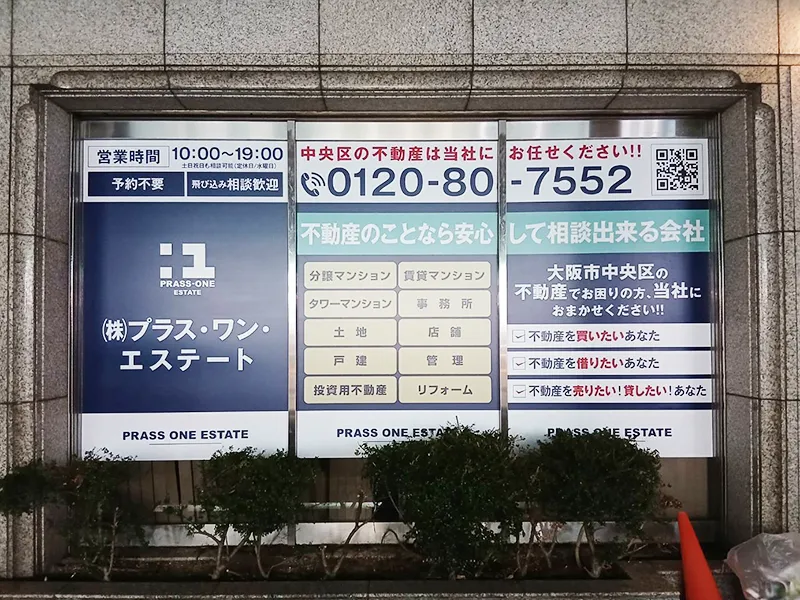 営業時間 10:00〜19:00
土日祝日も相談可能(定休日/水曜日)
予約不要 飛び込み相談歓迎
PRASS-ONE
ESTATE
㈱プラス・ワン・
エステート
PRASS ONE ESTATE
中央区の不動産は当社にお任せください!!
0120-80-7552
不動産のことなら安心して相談出来る会社
分譲マンション 賃貸マンション
タワーマンション 事務所
土地 店舗
戸建 管理
投資用不動産 リフォーム
PRASS ONE ESTATE
大阪市中央区の
不動産でお困りの方、当社に
おまかせください!!
不動産を買いたいあなた
不動産を借りたいあなた
不動産を売りたい!貸したい!あなた
PRASS ONE ESTATE